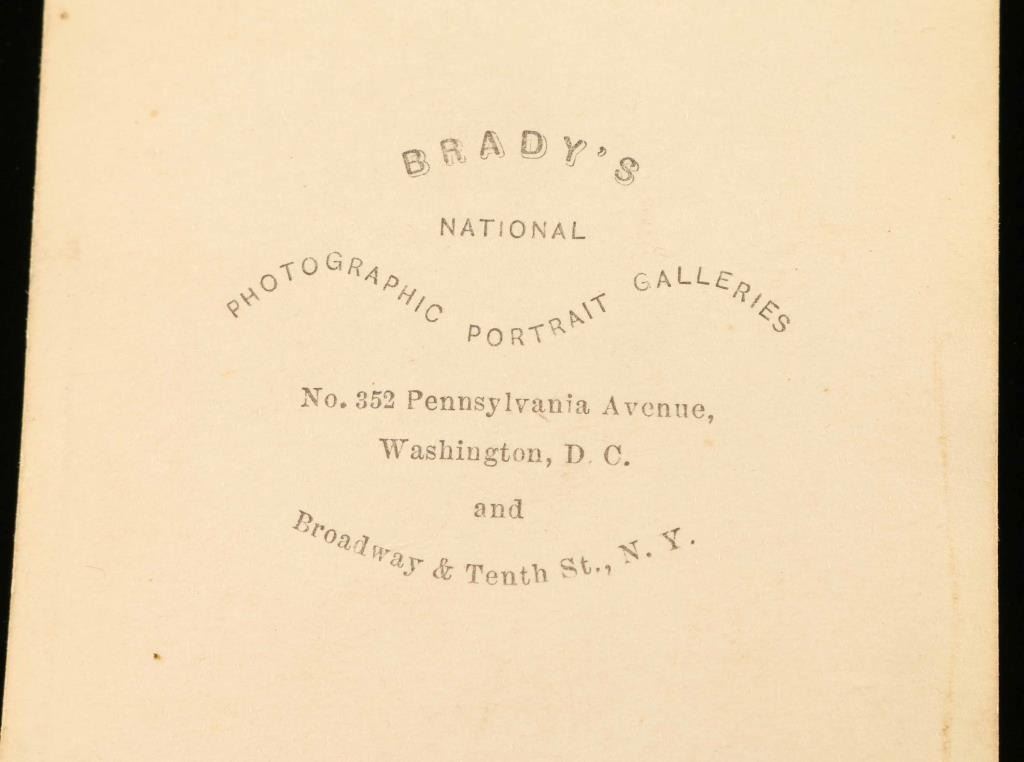 BRADY'S
NATIONAL
PHOTOGRAPHIC PORTRAIT GALLERIES
No. 352 Pennsylvania Avenue,
Washington, D. C.
and
Broadway & Tenth St., N. Y.